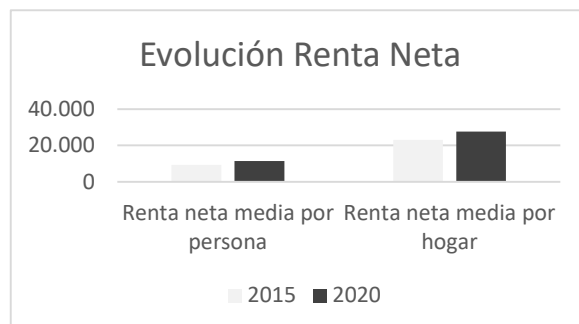 Evolución Renta Neta
40.000
20.000
0
Renta neta media por persona
Renta neta media por hogar
2015
2020